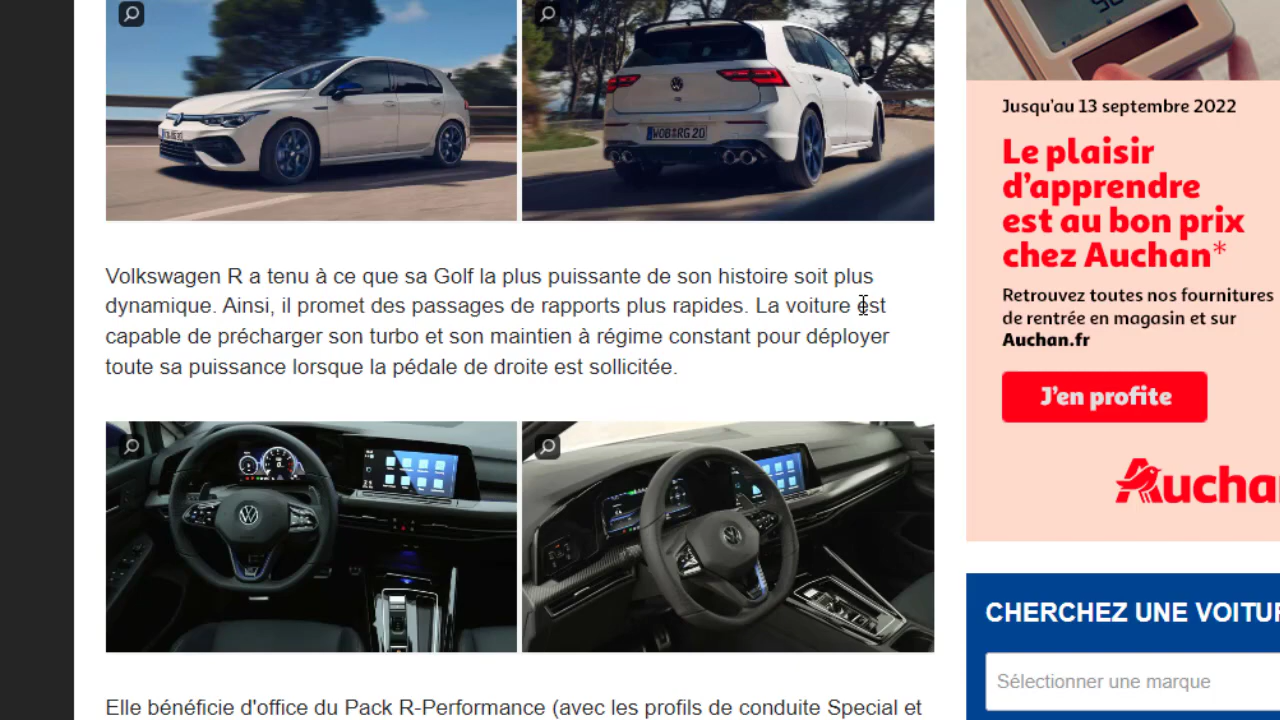 WOB RG 20
Volkswagen R a tenu à ce que sa Golf la plus puissante de son histoire soit plus
dynamique. Ainsi, il promet des passages de rapports plus rapides. La voiture est
capable de précharger son turbo et son maintien à régime constant pour déployer
toute sa puissance lorsque la pédale de droite est sollicitée.
Elle bénéficie d'office du Pack R-Performance (avec les profils de conduite Special et
Jusqu'au 13 septembre 2022
Le plaisir
d'apprendre
est au bon prix
chez Auchan*
Retrouvez toutes nos fournitures
de rentrée en magasin et sur
Auchan.fr
J'en profite
Aucha
CHERCHEZ UNE VOITU
Sélectionner une marque